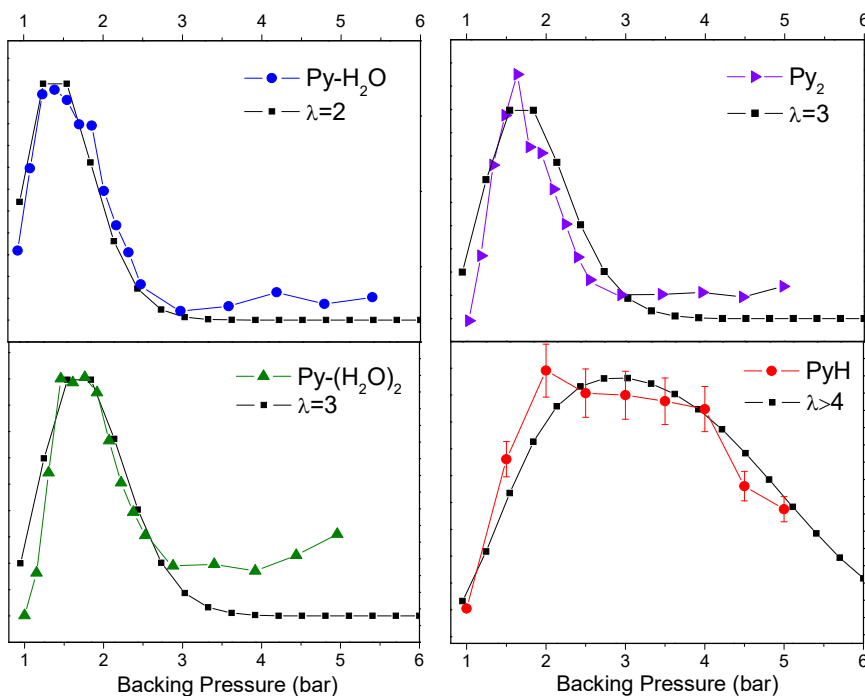 1 2 3 4 5 6
1 2 3 4 5 6
Py-H₂O
λ=2
Py₂
λ=3
Py-(H₂O)₂
λ=3
PyH
λ>4
1 2 3 4 5 6
1 2 3 4 5 6
Backing Pressure (bar)
Backing Pressure (bar)